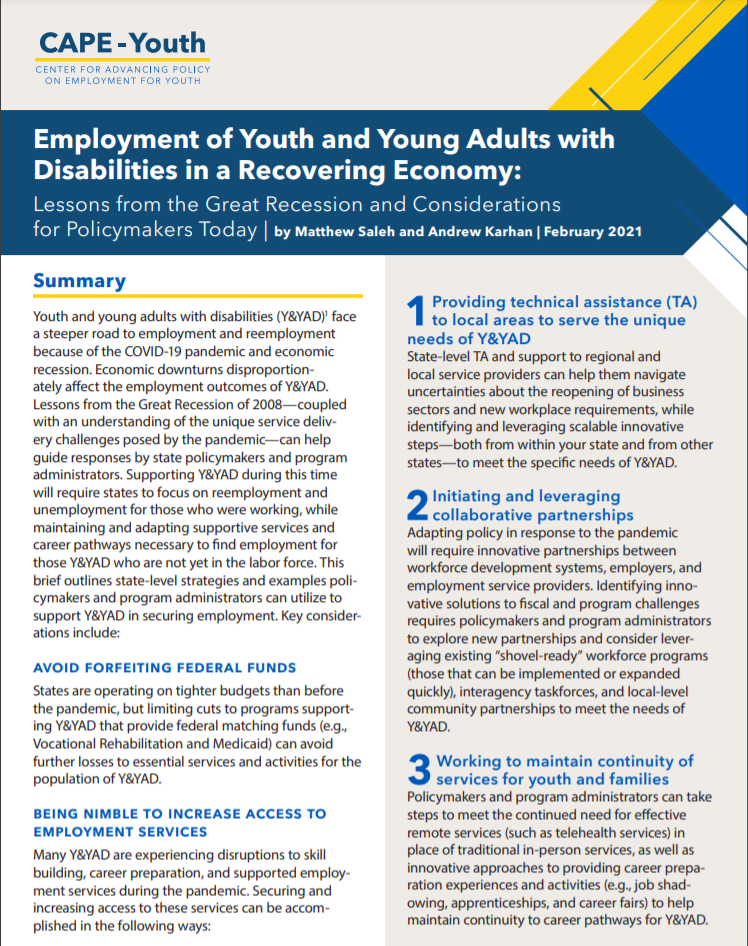 CAPE-Youth
CENTER FOR ADVANCING POLICY
ON EMPLOYMENT FOR YOUTH
Employment of Youth and Young Adults with
Disabilities in a Recovering Economy:
Lessons from the Great Recession and Considerations
for Policymakers Today | by Matthew Saleh and Andrew Karhan | February 2021
Summary
Youth and young adults with disabilities (Y&YAD)¹ face
a steeper road to employment and reemployment
because of the COVID-19 pandemic and economic
recession. Economic downturns disproportion-
ately affect the employment outcomes of Y&YAD.
Lessons from the Great Recession of 2008—coupled
with an understanding of the unique service deliv-
ery challenges posed by the pandemic—can help
guide responses by state policymakers and program
administrators. Supporting Y&YAD during this time
will require states to focus on reemployment and
unemployment for those who were working, while
maintaining and adapting supportive services and
career pathways necessary to find employment for
those Y&YAD who are not yet in the labor force. This
brief outlines state-level strategies and examples poli-
cymakers and program administrators can utilize to
support Y&YAD in securing employment. Key consider-
ations include:
AVOID FORFEITING FEDERAL FUNDS
States are operating on tighter budgets than before
the pandemic, but limiting cuts to programs support-
ing Y&YAD that provide federal matching funds (e.g.,
Vocational Rehabilitation and Medicaid) can avoid
further losses to essential services and activities for the
population of Y&YAD.
BEING NIMBLE TO INCREASE ACCESS TO
EMPLOYMENT SERVICES
Many Y&YAD are experiencing disruptions to skill
building, career preparation, and supported employ-
ment services during the pandemic. Securing and
increasing access to these services can be accom-
plished in the following ways:
1 Providing technical assistance (TA)
to local areas to serve the unique
needs of Y&YAD
State-level TA and support to regional and
local service providers can help them navigate
uncertainties about the reopening of business
sectors and new workplace requirements, while
identifying and leveraging scalable innovative
steps—both from within your state and from other
states—to meet the specific needs of Y&YAD.
2 Initiating and leveraging
collaborative partnerships
Adapting policy in response to the pandemic
will require innovative partnerships between
workforce development systems, employers, and
employment service providers. Identifying inno-
vative solutions to fiscal and program challenges
requires policymakers and program administrators
to explore new partnerships and consider lever-
aging existing “shovel-ready” workforce programs
(those that can be implemented or expanded
quickly), interagency taskforces, and local-level
community partnerships to meet the needs of
Y&YAD.
3 Working to maintain continuity of
services for youth and families
Policymakers and program administrators can take
steps to meet the continued need for effective
remote services (such as telehealth services) in
place of traditional in-person services, as well as
innovative approaches to providing career prepa-
ration experiences and activities (e.g., job shad-
owing, apprenticeships, and career fairs) to help
maintain continuity to career pathways for Y&YAD.